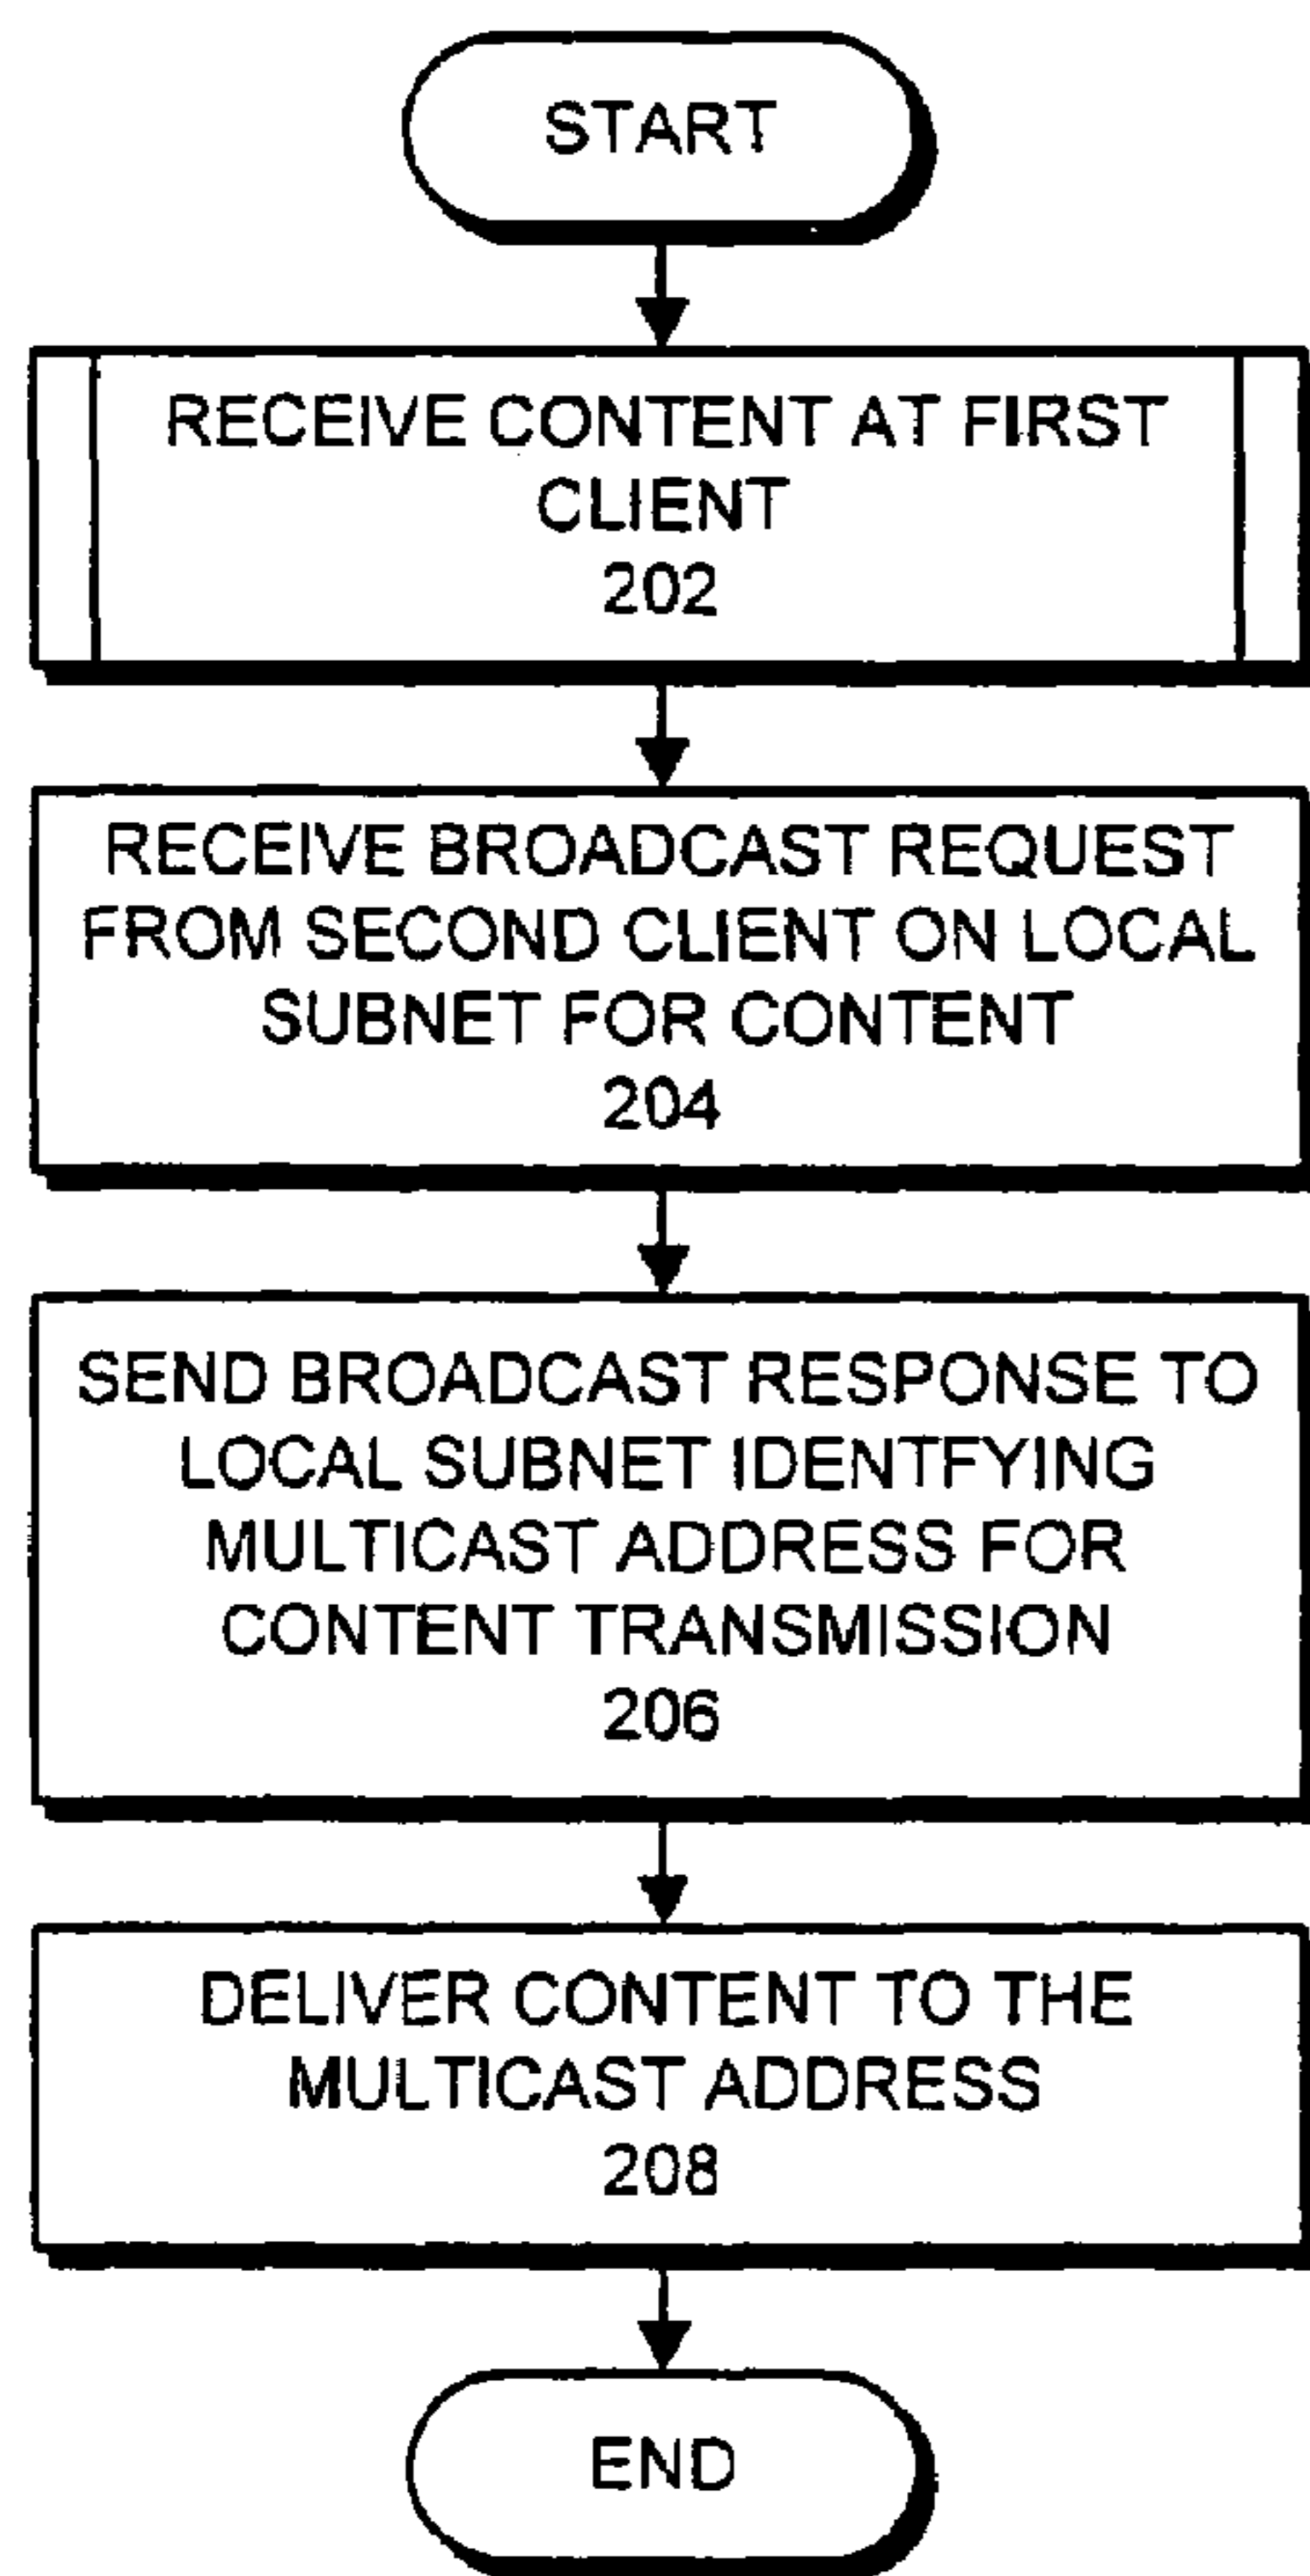 START
RECEIVE CONTENT AT FIRST
CLIENT
202
RECEIVE BROADCAST REQUEST
FROM SECOND CLIENT ON LOCAL
SUBNET FOR CONTENT
204
SEND BROADCAST RESPONSE TO
LOCAL SUBNET IDENTFYING
MULTICAST ADDRESS FOR
CONTENT TRANSMISSION
206
DELIVER CONTENT TO THE
MULTICAST ADDRESS
208
END